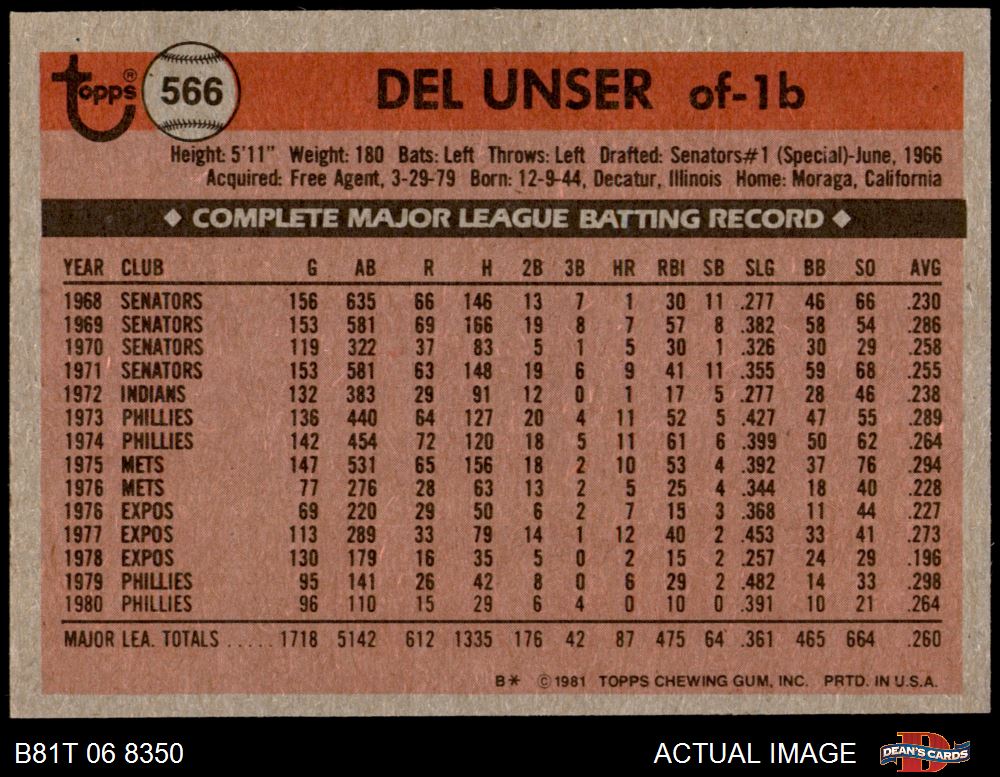 topps® 566 DEL UNSER of-1b
Height: 5'11" Weight: 180 Bats: Left Throws: Left Drafted: Senators#1 (Special)-June, 1966
Acquired: Free Agent, 3-29-79 Born: 12-9-44, Decatur, Illinois Home: Moraga, California
◆ COMPLETE MAJOR LEAGUE BATTING RECORD ◆
YEAR CLUB G AB R H 2B 3B HR RBI SB SLG BB SO AVG
1968 SENATORS 156 635 66 146 13 7 1 30 11 .277 46 66 .230
1969 SENATORS 153 581 69 166 19 8 7 57 8 .382 58 54 .286
1970 SENATORS 119 322 37 83 5 1 5 30 1 .326 30 29 .258
1971 SENATORS 153 581 63 148 19 6 9 41 11 .355 59 68 .255
1972 INDIANS 132 383 29 91 12 0 1 17 5 .277 28 46 .238
1973 PHILLIES 136 440 64 127 20 4 11 52 5 .427 47 55 .289
1974 PHILLIES 142 454 72 120 18 5 11 61 6 .399 50 62 .264
1975 METS 147 531 65 156 18 2 10 53 4 .392 37 76 .294
1976 METS 77 276 28 63 13 2 5 25 4 .344 18 40 .228
1976 EXPOS 69 220 29 50 6 2 7 15 3 .368 11 44 .227
1977 EXPOS 113 289 33 79 14 1 12 40 2 .453 33 41 .273
1978 EXPOS 130 179 16 35 5 0 2 15 2 .257 24 29 .196
1979 PHILLIES 95 141 26 42 8 0 6 29 2 .482 14 33 .298
1980 PHILLIES 96 110 15 29 6 4 0 10 0 .391 10 21 .264
MAJOR LEA. TOTALS ..... 1718 5142 612 1335 176 42 87 475 64 .361 465 664 .260
B* ©1981 TOPPS CHEWING GUM, INC. PRTD. IN U.S.A.
B81T 06 8350 ACTUAL IMAGE DEAN'S CARDS